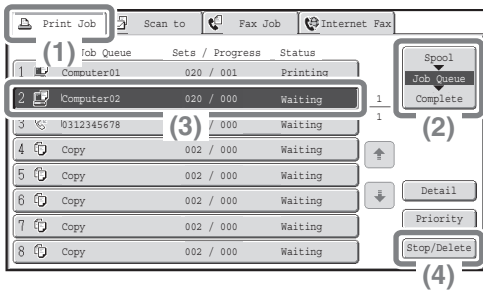 Print Job Scan to Fax Job Internet Fax
(1) Job Queue Sets / Progress Status
1 Computer01 020 / 001 Printing
2 Computer02 020 / 000 Waiting
3 0312345678 (3) 002 / 000 Waiting
4 Copy 002 / 000 Waiting
5 Copy 002 / 000 Waiting
6 Copy 002 / 000 Waiting
7 Copy 002 / 000 Waiting
8 Copy 002 / 000 Waiting
1
1
Spool
Job Queue
Complete
(2)
Detail
Priority
Stop/Delete
(4)